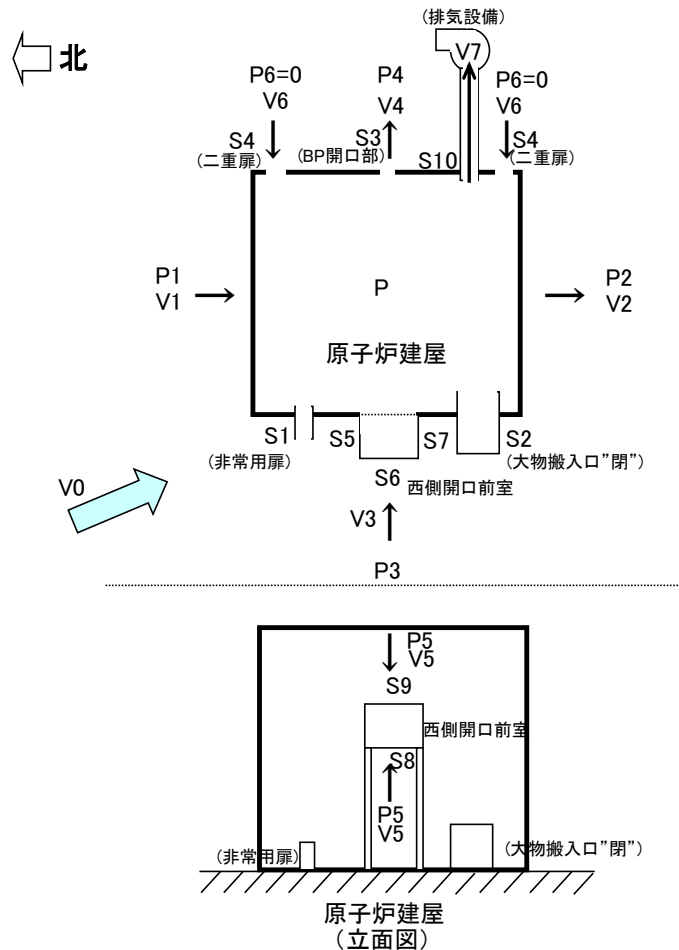 (排気設備)
北
V7
P6=0
V6
P4
V4
P6=0
V6
S4
(二重扉)
S3
(BP開口部)
S10
S4
(二重扉)
P1
V1
P
P2
V2
原子炉建屋
S1
(非常用扉)
S5
S7
S2
(大物搬入口”閉”)
S6
西側開口前室
V0
V3
P3
P5
V5
S9
西側開口前室
S8
P5
V5
(非常用扉)
(大物搬入口”閉”)
原子炉建屋
(立面図)